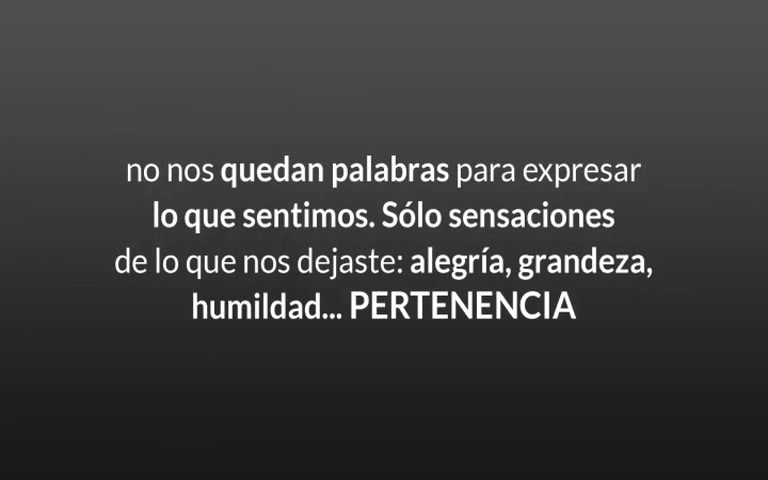 no nos quedan palabras para expresar
lo que sentimos. Sólo sensaciones
de lo que nos dejaste: alegría, grandeza,
humildad... PERTENENCIA